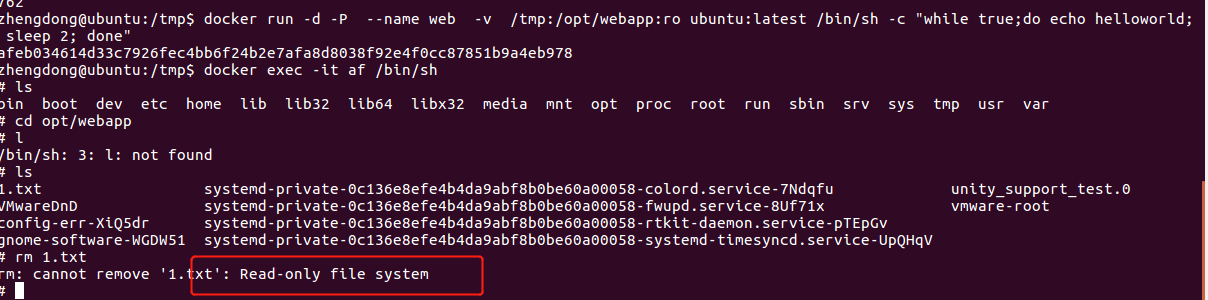 762
zhengdong@ubuntu:/tmp$ docker run -d -P  --name web  -v  /tmp:/opt/webapp:ro ubuntu:latest /bin/sh -c "while true;do echo helloworld;
 sleep 2; done"
afeb034614d33c7926fec4bb6f24b2e7afa8d8038f92e4f0cc87851b9a4eb978
zhengdong@ubuntu:/tmp$ docker exec -it af /bin/sh
# ls
bin  boot  dev  etc  home  lib  lib32  lib64  libx32  media  mnt  opt  proc  root  run  sbin  srv  sys  tmp  usr  var
# cd opt/webapp
# l
/bin/sh: 3: l: not found
# ls
1.txt                  systemd-private-0c136e8efe4b4da9abf8b0be60a00058-colord.service-7Ndqfu              unity_support_test.0
VMwareDnD              systemd-private-0c136e8efe4b4da9abf8b0be60a00058-fwupd.service-8Uf71x               vmware-root
config-err-XiQ5dr      systemd-private-0c136e8efe4b4da9abf8b0be60a00058-rtkit-daemon.service-pTEpGv
gnome-software-WGDW51  systemd-private-0c136e8efe4b4da9abf8b0be60a00058-systemd-timesyncd.service-UpQHqV
# rm 1.txt
rm: cannot remove '1.txt': Read-only file system
#